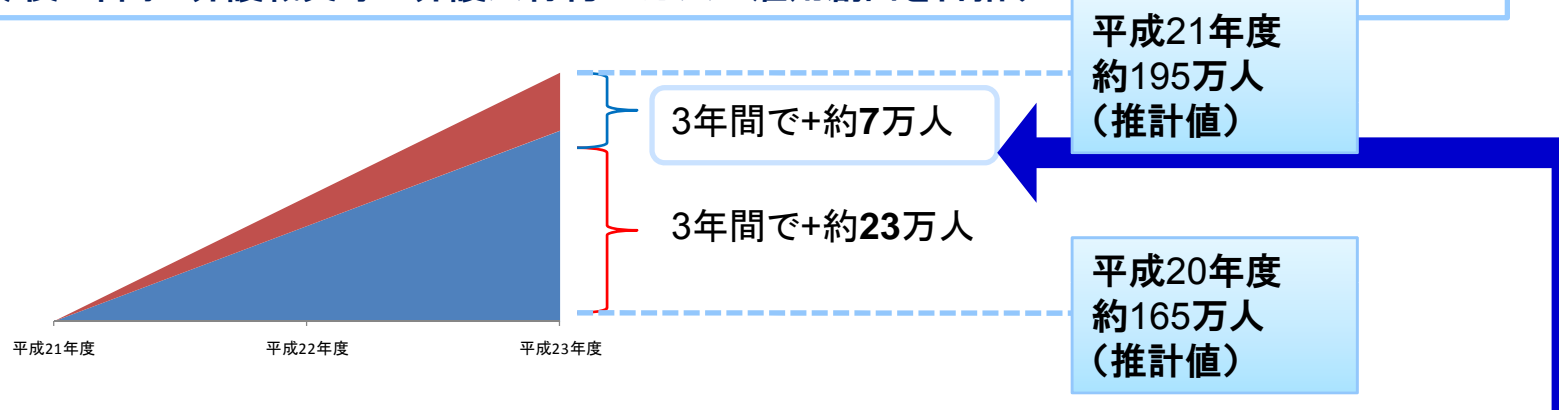 平成21年度
約195万人
（推計値）
3年間で+約7万人
3年間で+約23万人
平成20年度
約165万人
（推計値）
平成21年度
平成22年度
平成23年度